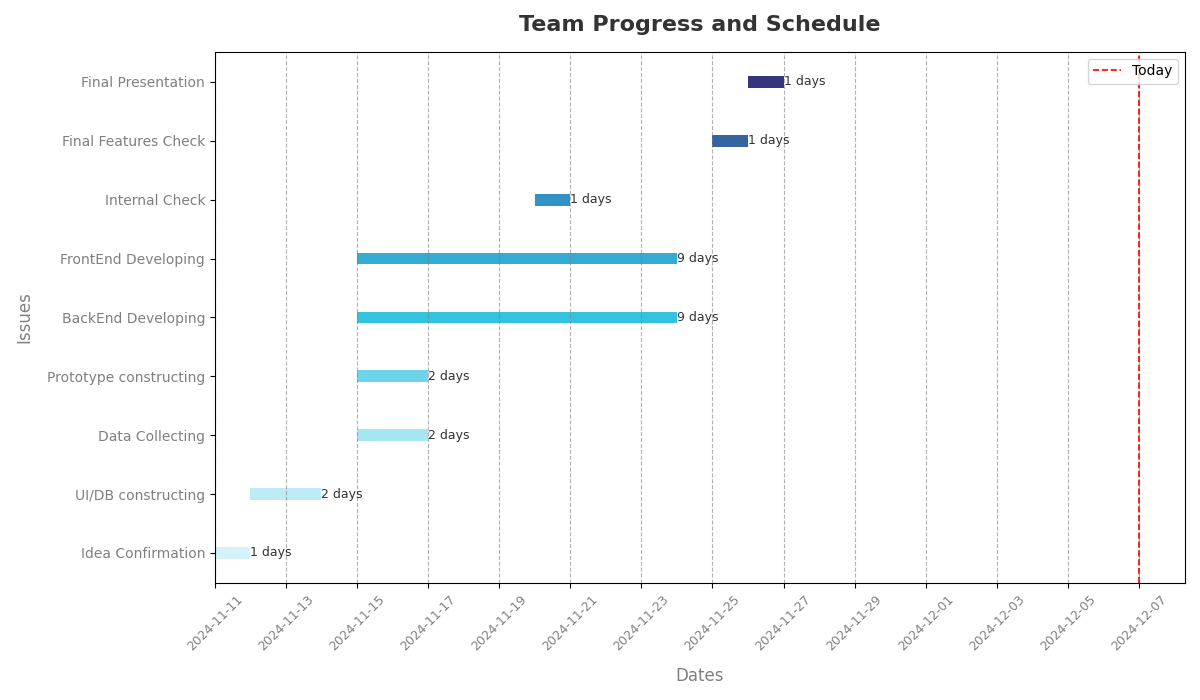 Team Progress and Schedule
Today
Final Presentation
1 days
Final Features Check
1 days
Internal Check
1 days
FrontEnd Developing
9 days
BackEnd Developing
9 days
Prototype constructing
2 days
Data Collecting
2 days
UI/DB constructing
2 days
Idea Confirmation
1 days
Issues
2024-11-11
2024-11-13
2024-11-15
2024-11-17
2024-11-19
2024-11-21
2024-11-23
2024-11-25
2024-11-27
2024-11-29
2024-12-01
2024-12-03
2024-12-05
2024-12-07
Dates